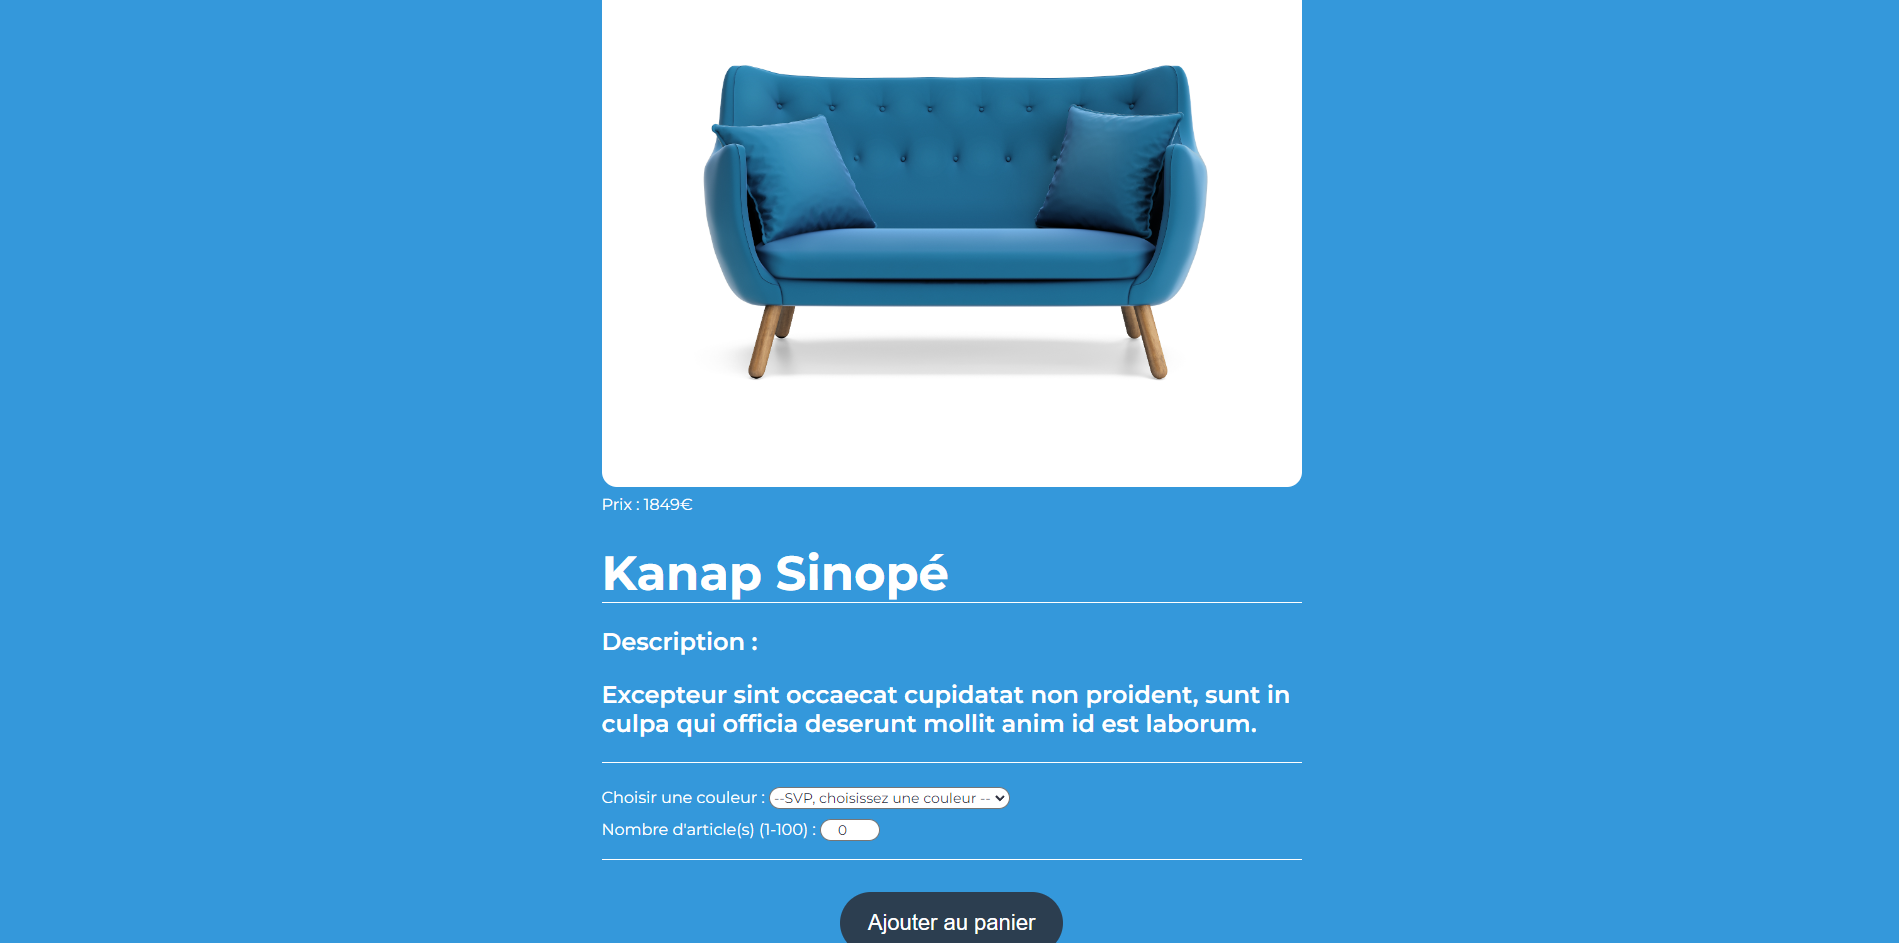 Prix : 1849€
Kanap Sinopé
Description :
Excepteur sint occaecat cupidatat non proident, sunt in
culpa qui officia deserunt mollit anim id est laborum.
Choisir une couleur : --SVP, choisissez une couleur --
Nombre d'article(s) (1-100) : 0
Ajouter au panier